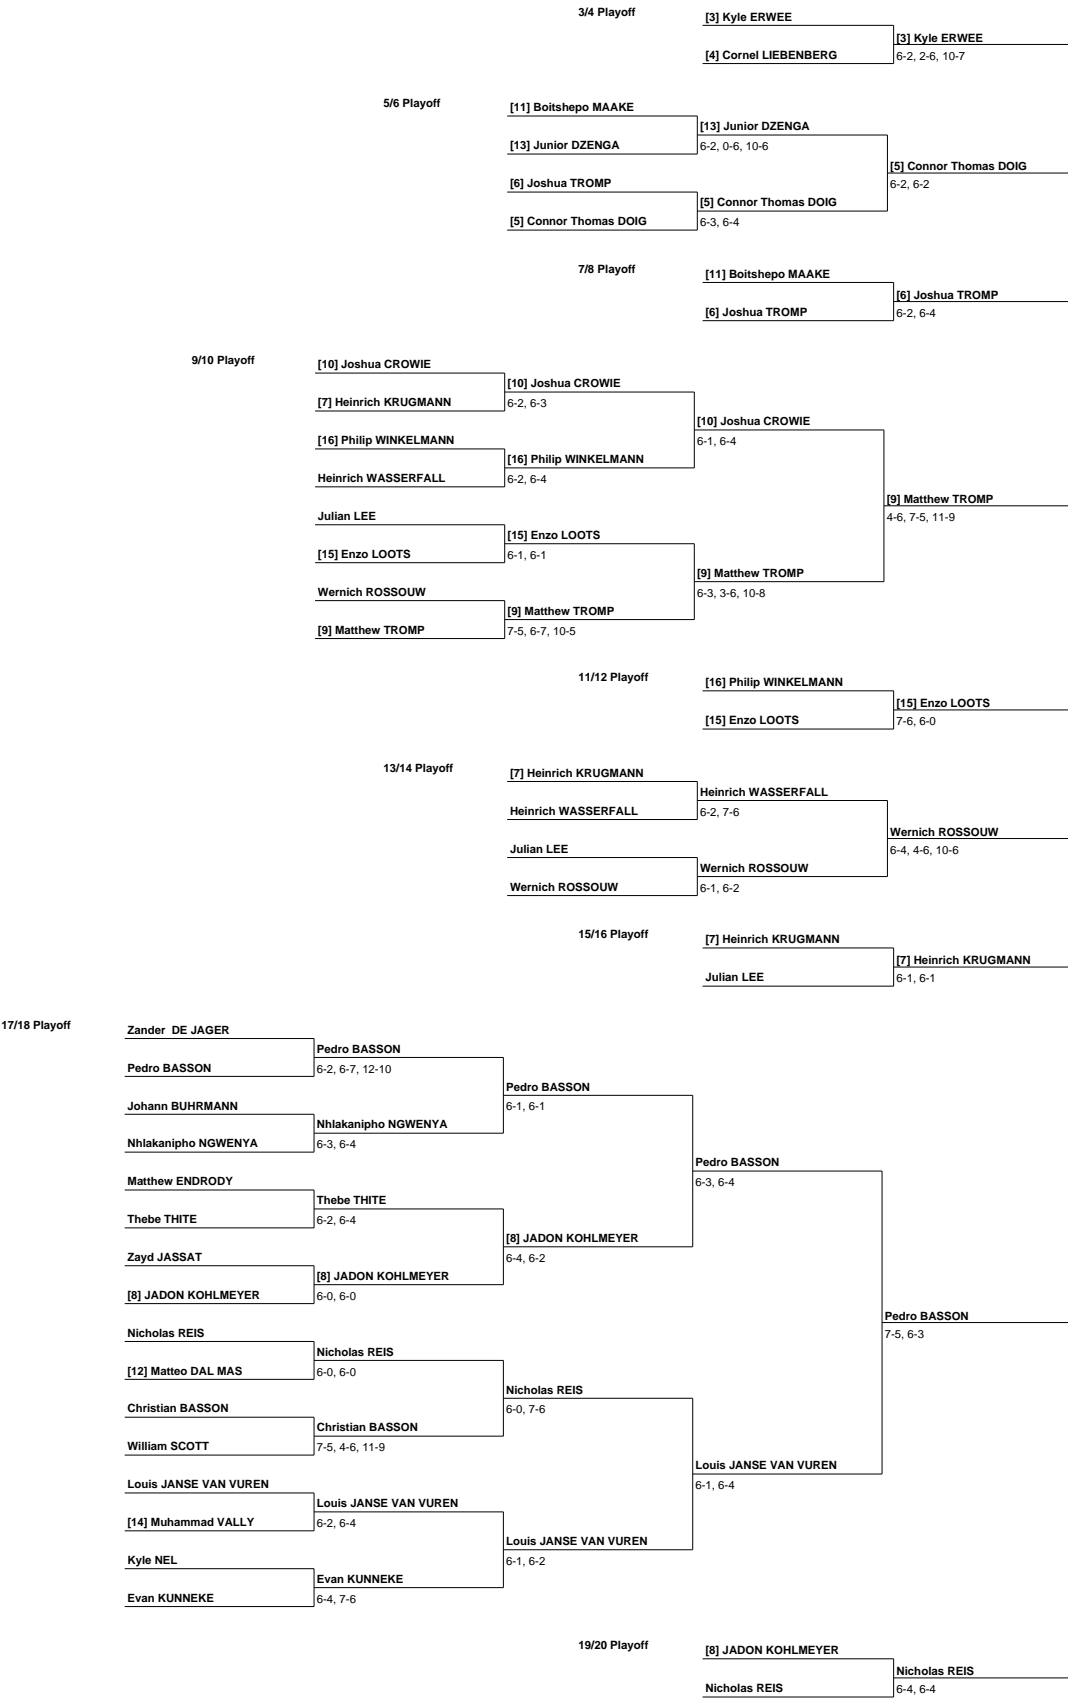 3/4 Playoff
[3] Kyle ERWEE
[3] Kyle ERWEE
[4] Cornel LIEBENBERG
6-2, 2-6, 10-7
5/6 Playoff
[11] Boitshepo MAAKE
[13] Junior DZENGA
[13] Junior DZENGA
6-2, 0-6, 10-6
[5] Connor Thomas DOIG
[6] Joshua TROMP
6-2, 6-2
[5] Connor Thomas DOIG
[5] Connor Thomas DOIG
6-3, 6-4
7/8 Playoff
[11] Boitshepo MAAKE
[6] Joshua TROMP
[6] Joshua TROMP
6-2, 6-4
9/10 Playoff
[10] Joshua CROWIE
[10] Joshua CROWIE
[7] Heinrich KRUGMANN
6-2, 6-3
[10] Joshua CROWIE
[16] Philip WINKELMANN
6-1, 6-4
[16] Philip WINKELMANN
Heinrich WASSERFALL
6-2, 6-4
[9] Matthew TROMP
Julian LEE
4-6, 7-5, 11-9
[15] Enzo LOOTS
[15] Enzo LOOTS
6-1, 6-1
[9] Matthew TROMP
Wernich ROSSOUW
6-3, 3-6, 10-8
[9] Matthew TROMP
[9] Matthew TROMP
7-5, 6-7, 10-5
11/12 Playoff
[16] Philip WINKELMANN
[15] Enzo LOOTS
[15] Enzo LOOTS
7-6, 6-0
13/14 Playoff
[7] Heinrich KRUGMANN
Heinrich WASSERFALL
Heinrich WASSERFALL
6-2, 7-6
Wernich ROSSOUW
Julian LEE
6-4, 4-6, 10-6
Wernich ROSSOUW
Wernich ROSSOUW
6-1, 6-2
15/16 Playoff
[7] Heinrich KRUGMANN
[7] Heinrich KRUGMANN
Julian LEE
6-1, 6-1
17/18 Playoff
Zander DE JAGER
Pedro BASSON
Pedro BASSON
6-2, 6-7, 12-10
Pedro BASSON
Johann BUHRMANN
6-1, 6-1
Nhlakanipho NGWENYA
Nhlakanipho NGWENYA
6-3, 6-4
Pedro BASSON
Matthew ENDRODY
6-3, 6-4
Thebe THITE
Thebe THITE
6-2, 6-4
[8] JADON KOHLMEYER
Zayd JASSAT
6-4, 6-2
[8] JADON KOHLMEYER
[8] JADON KOHLMEYER
6-0, 6-0
Pedro BASSON
Nicholas REIS
7-5, 6-3
Nicholas REIS
[12] Matteo DAL MAS
6-0, 6-0
Nicholas REIS
Christian BASSON
6-0, 7-6
Christian BASSON
William SCOTT
7-5, 4-6, 11-9
Louis JANSE VAN VUREN
Louis JANSE VAN VUREN
6-1, 6-4
Louis JANSE VAN VUREN
[14] Muhammad VALLY
6-2, 6-4
Louis JANSE VAN VUREN
Kyle NEL
6-1, 6-2
Evan KUNNEKE
Evan KUNNEKE
6-4, 7-6
19/20 Playoff
[8] JADON KOHLMEYER
Nicholas REIS
Nicholas REIS
6-4, 6-4